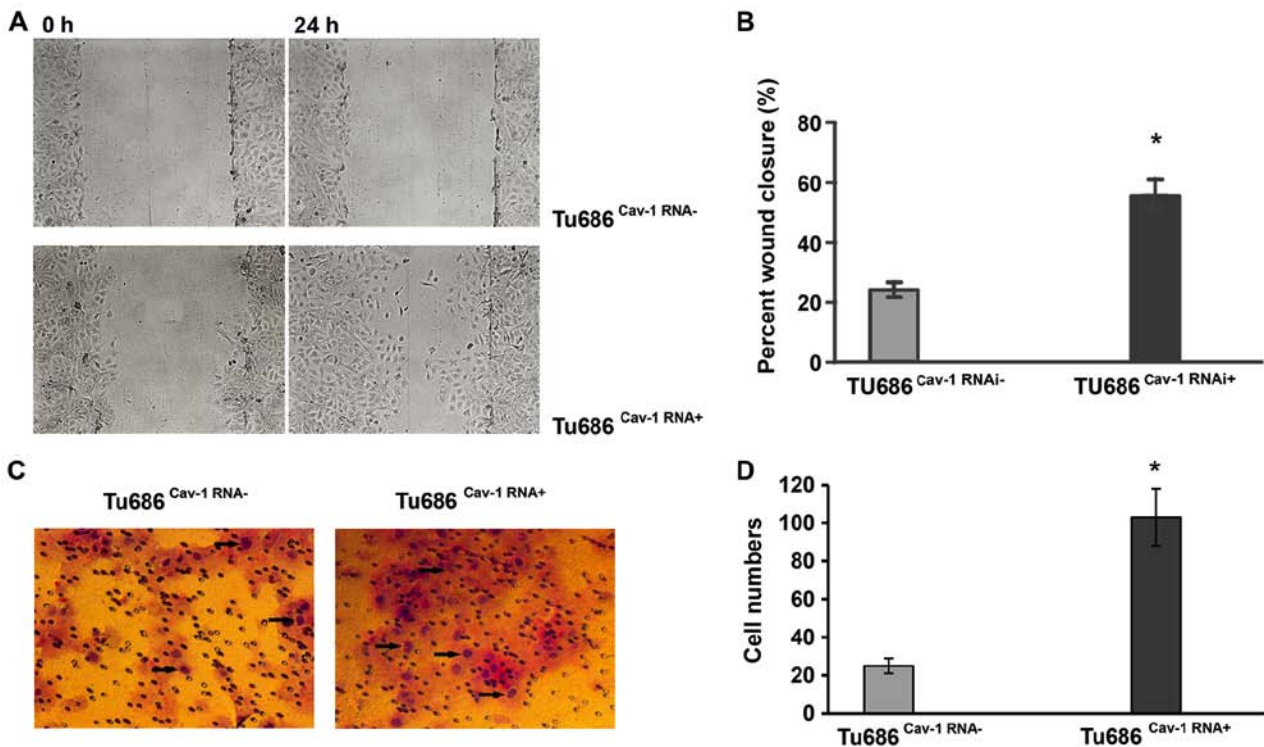 A
0 h
24 h
Tu686 Cav-1 RNA-
Tu686 Cav-1 RNA+
B
Percent wound closure (%)
80
60
40
20
0
*
TU686 Cav-1 RNAi-
TU686 Cav-1 RNAi+
C
Tu686 Cav-1 RNA-
Tu686 Cav-1 RNA+
D
Cell numbers
120
100
80
60
40
20
0
*
Tu686 Cav-1 RNA-
Tu686 Cav-1 RNA+